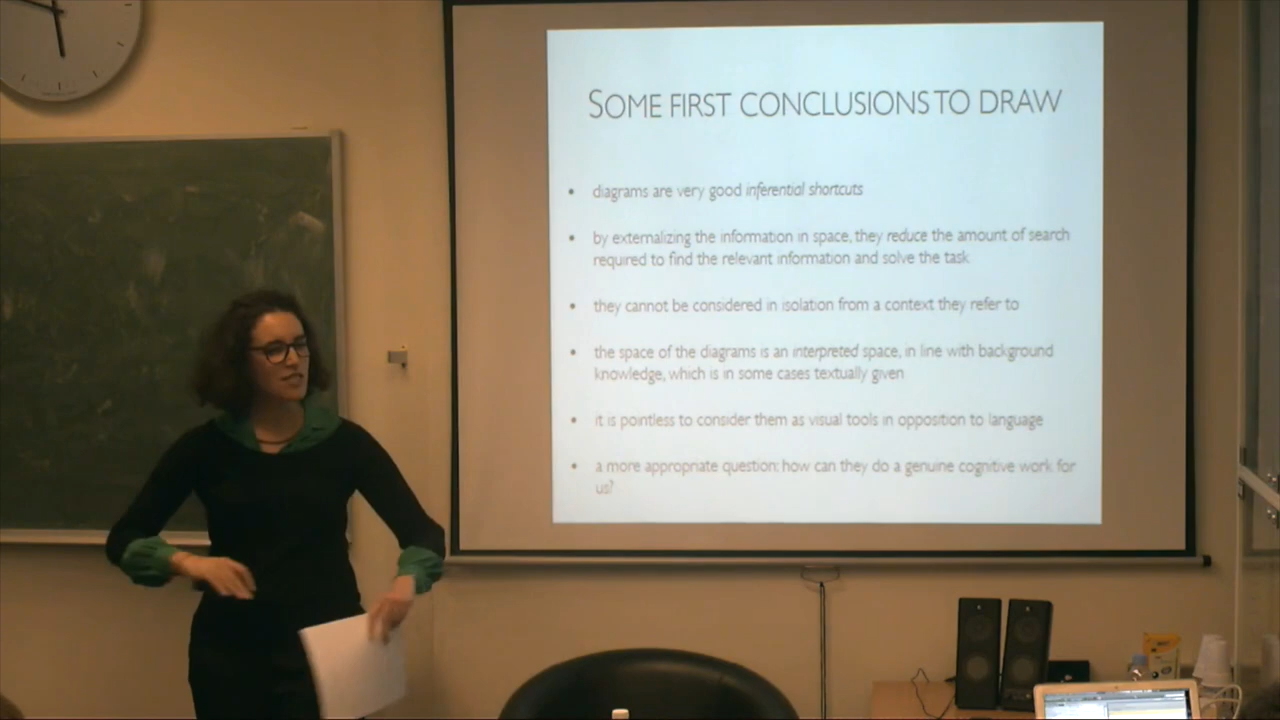 SOME FIRST CONCLUSIONS TO DRAW
• diagrams are very good inferential shortcuts
• by externalizing the information in space, they reduce the amount of search
required to find the relevant information and solve the task
• they cannot be considered in isolation from a context they refer to
• the space of the diagrams is an interpreted space, in line with background
knowledge, which is in some cases textually given
• it is pointless to consider them as visual tools in opposition to language
• a more appropriate question: how can they do a genuine cognitive work for
us?